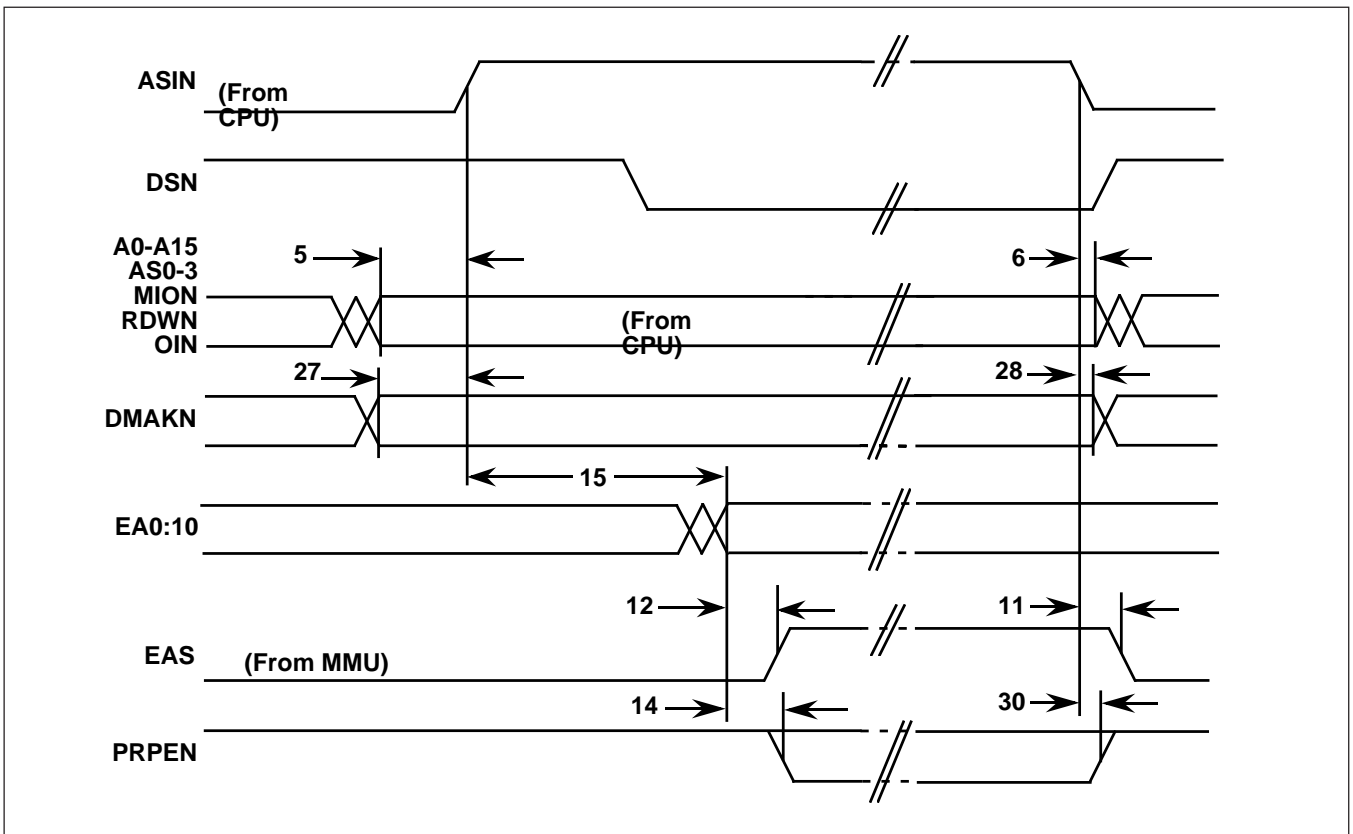 ASIN
(From
CPU)
DSN
A0-A15
AS0-3
MION
RDWN
OIN
5
6
(From
CPU)
27
28
DMAKN
15
EA0:10
12
11
EAS
(From MMU)
14
30
PRPEN